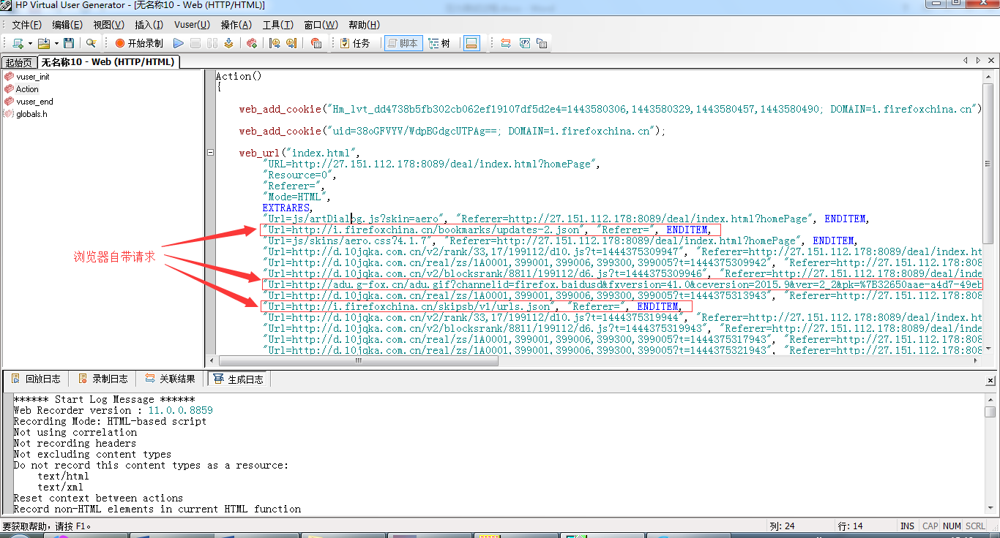 HP Virtual User Generator - [无名称10 - Web (HTTP/HTML)]
文件(F) 编辑(E) 视图(V) 插入(I) Vuser(U) 操作(A) 工具(T) 窗口(W) 帮助(H)
开始录制 任务 脚本 树
起始页 无名称10 - Web (HTTP/HTML)
vuser_init
Action
vuser_end
globals.h
Action()
{
web_add_cookie("Hm_lvt_dd4738b5fb302cb062ef19107df5d2e4=1443580306,1443580329,1443580457,1443580490; DOMAIN=i.firefoxchina.cn")
web_add_cookie("uid=38oGFVYV/WdpBGdgcUTPAg==; DOMAIN=i.firefoxchina.cn");
web_url("index.html",
"URL=http://27.151.112.178:8089/deal/index.html?homePage",
"Resource=0",
"Referer=",
"Mode=HTML",
EXTRARES,
"Url=js/artDialog.js?skin=aero", "Referer=http://27.151.112.178:8089/deal/index.html?homePage", ENDITEM,
"Url=http://i.firefoxchina.cn/bookmarks/updates-2.json", "Referer=", ENDITEM,
"Url=js/skins/aero.css?4.1.7", "Referer=http://27.151.112.178:8089/deal/index.html?homePage", ENDITEM,
"Url=http://d.10jqka.com.cn/v2/rank/33,17/199112/d10.js?t=1444375309947", "Referer=http://27.151.112.178:8089/deal/index.ht
"Url=http://d.10jqka.com.cn/real/zs/1A0001,399001,399006,399300,399005?t=1444375309942", "Referer=http://27.151.112.178:808
"Url=http://d.10jqka.com.cn/v2/blocksrank/8811/199112/d6.js?t=1444375309946", "Referer=http://27.151.112.178:8089/deal/inde
"Url=http://adu.g-fox.cn/adu.gif?channelid=firefox.baidusd&fxversion=41.0&ceversion=2015.9&ver=2_2&pk=%7B32650aae-a4d7-49eb
"Url=http://d.10jqka.com.cn/real/zs/1A0001,399001,399006,399300,399005?t=1444375313943", "Referer=http://27.151.112.178:808
"Url=http://i.firefoxchina.cn/skipsb/v1/urls.json", "Referer=", ENDITEM,
"Url=http://d.10jqka.com.cn/v2/rank/33,17/199112/d10.js?t=1444375319944", "Referer=http://27.151.112.178:8089/deal/index.ht
"Url=http://d.10jqka.com.cn/v2/blocksrank/8811/199112/d6.js?t=1444375319943", "Referer=http://27.151.112.178:8089/deal/inde
"Url=http://d.10jqka.com.cn/real/zs/1A0001,399001,399006,399300,399005?t=1444375317943", "Referer=http://27.151.112.178:808
"Url=http://d.10jqka.com.cn/real/zs/1A0001,399001,399006,399300,399005?t=1444375321943", "Referer=http://27.151.112.178:808
浏览器自带请求
回放日志 录制日志 关联结果 生成日志
****** Start Log Message ******
Web Recorder version : 11.0.0.8859
Recording Mode: HTML-based script
Not using correlation
Not recording headers
Not excluding content types
Do not record this content types as a resource:
text/html
text/xml
Reset context between actions
Record non-HTML elements in current HTML function
要获取帮助，请按 F1。 列: 24 行: 14 INS CAP NUM SCRL